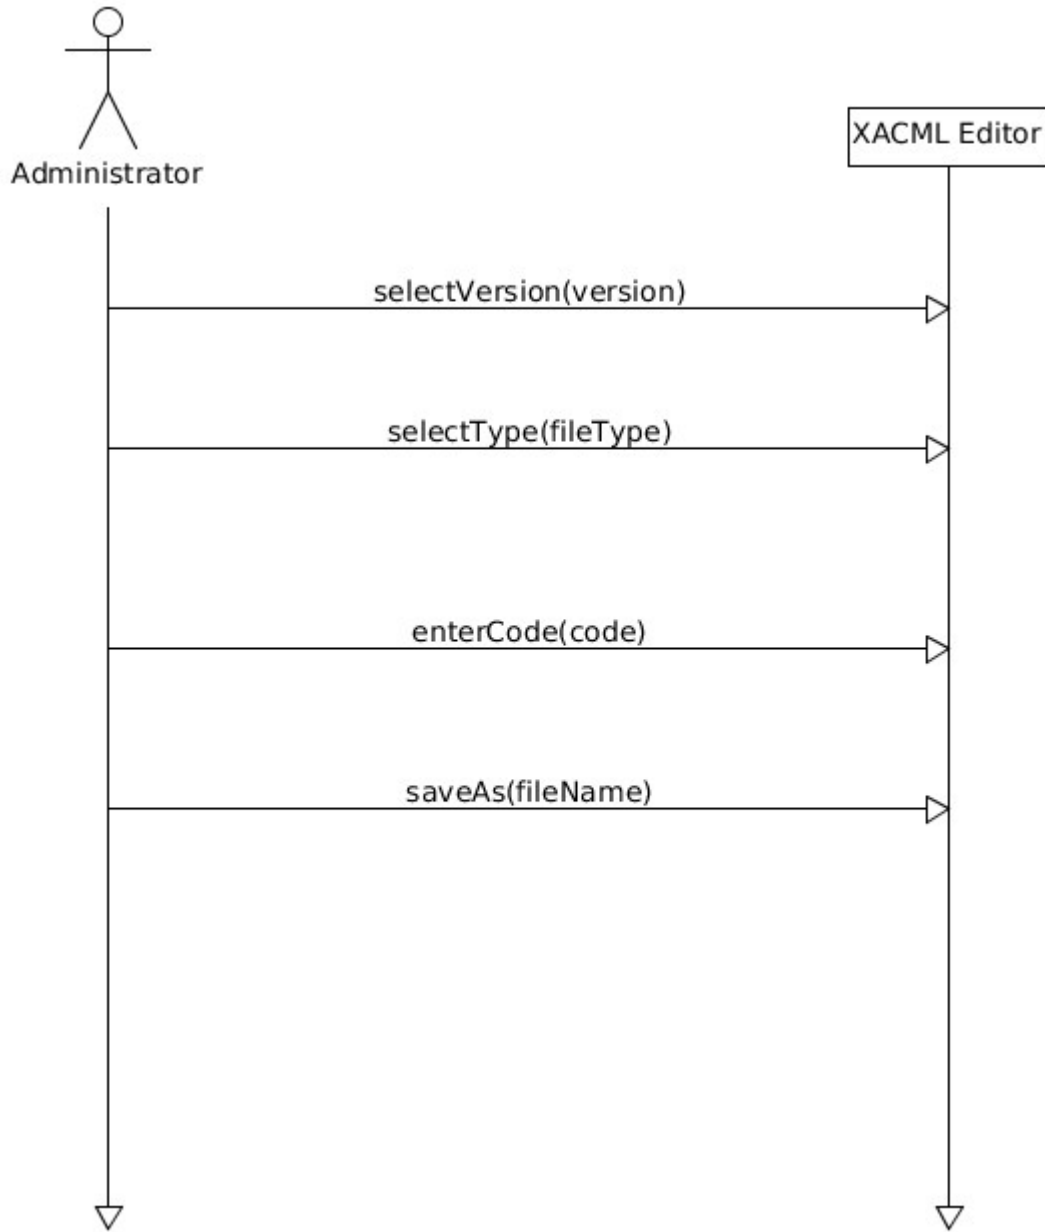 XACML Editor
Administrator
selectVersion(version)
selectType(fileType)
enterCode(code)
saveAs(fileName)